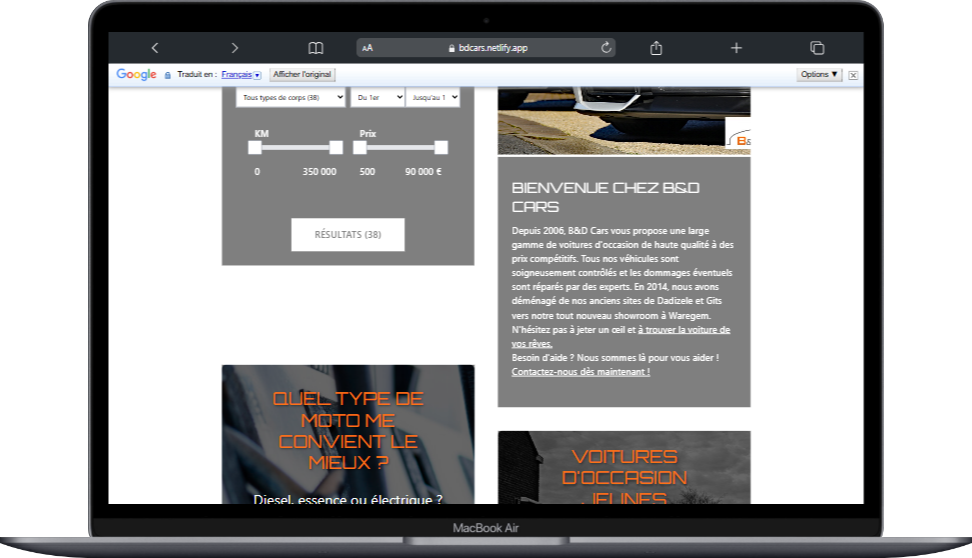 AA
bdcars.netlify.app
Google
Traduit en :
Français
Afficher l'original
Options ▼
Tous types de corps (38)
Du 1er
Jusqu'au 1
KM
Prix
0
350 000
500
90 000 €
RÉSULTATS (38)
QUEL TYPE DE
MOTO ME
CONVIENT LE
MIEUX ?
Diesel, essence ou électrique ?
B&
BIENVENUE CHEZ B&D
CARS
Depuis 2006, B&D Cars vous propose une large
gamme de voitures d'occasion de haute qualité à des
prix compétitifs. Tous nos véhicules sont
soigneusement contrôlés et les dommages éventuels
sont réparés par des experts. En 2014, nous avons
déménagé de nos anciens sites de Dadizele et Gits
vers notre tout nouveau showroom à Waregem.
N'hésitez pas à jeter un œil et à trouver la voiture de
vos rêves.
Besoin d'aide ? Nous sommes là pour vous aider !
Contactez-nous dès maintenant !
VOITURES
D'OCCASION
JEUNES
MacBook Air